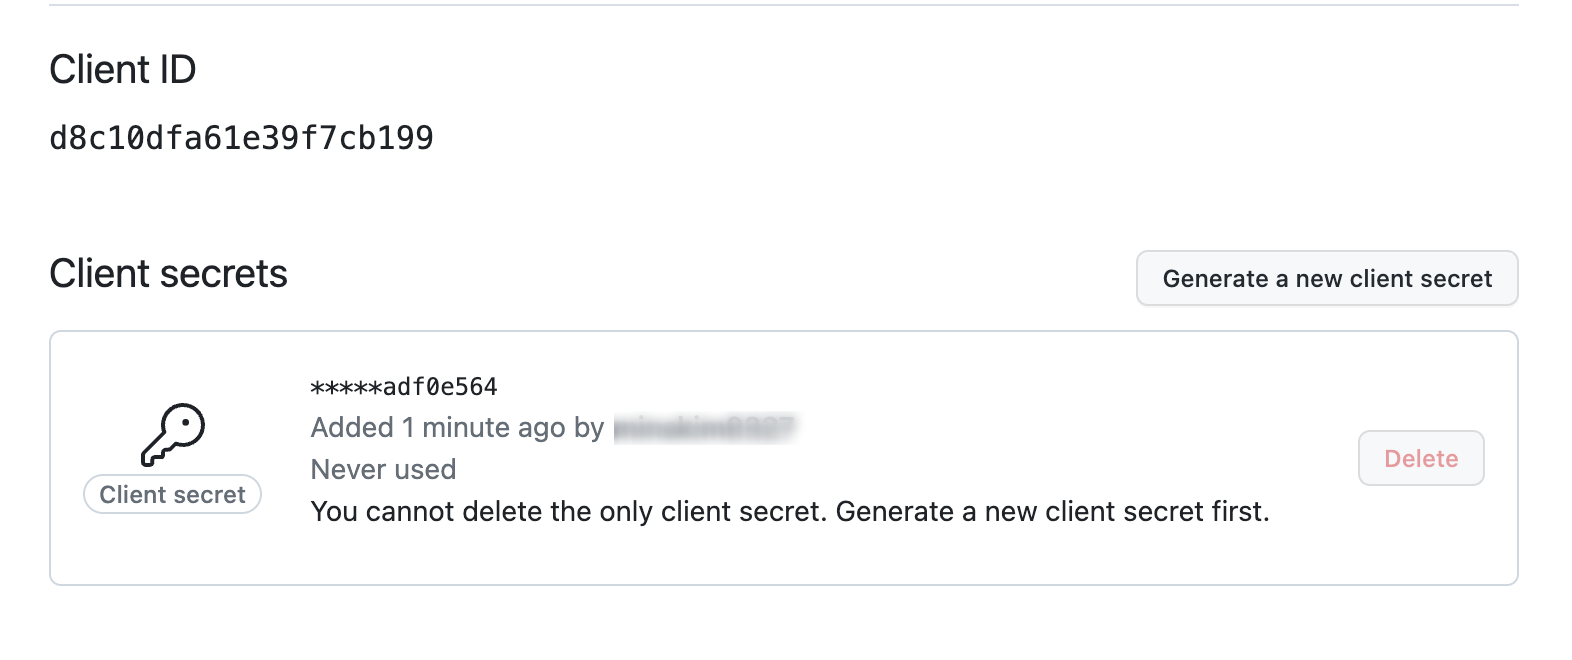 Client ID
d8c10dfa61e39f7cb199
Client secrets
Generate a new client secret
*****adf0e564
Added 1 minute ago by
Never used
Client secret
You cannot delete the only client secret. Generate a new client secret first.
Delete